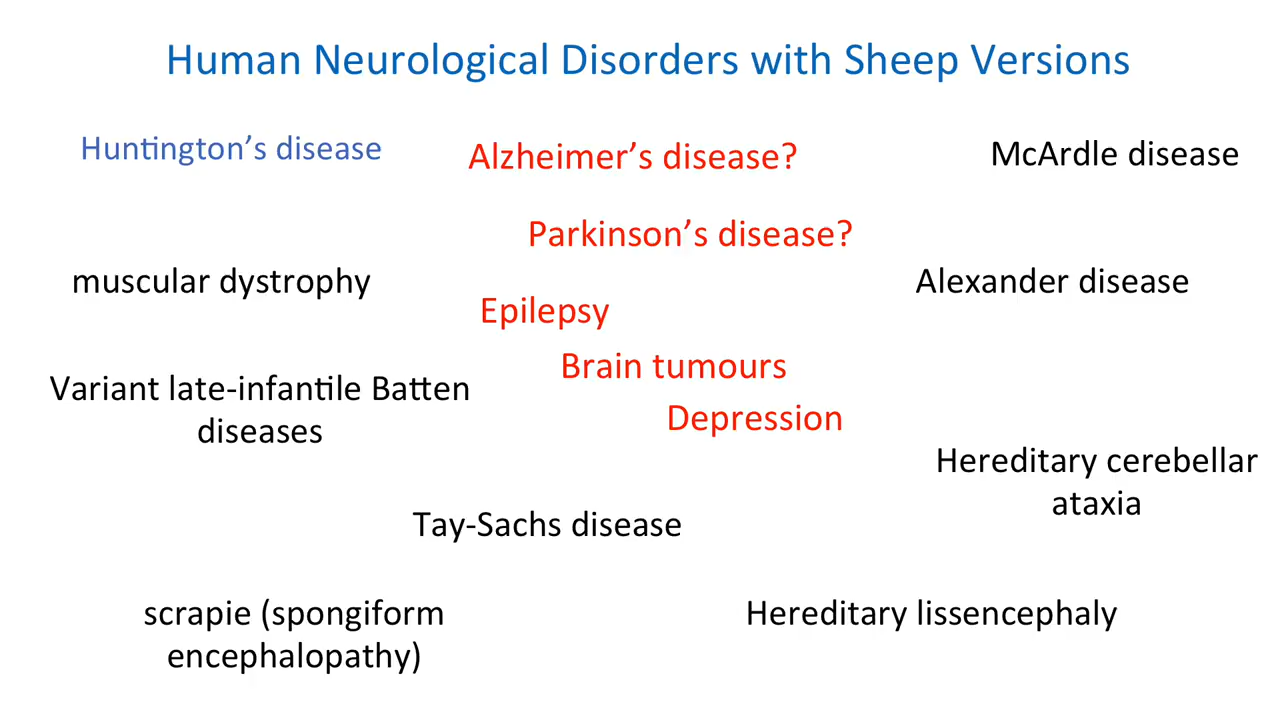 Human Neurological Disorders with Sheep Versions
Huntington's disease
Alzheimer's disease?
McArdle disease
Parkinson's disease?
muscular dystrophy
Alexander disease
Epilepsy
Brain tumours
Variant late-infantile Batten
diseases
Depression
Hereditary cerebellar
ataxia
Tay-Sachs disease
scrapie (spongiform
encephalopathy)
Hereditary lissencephaly